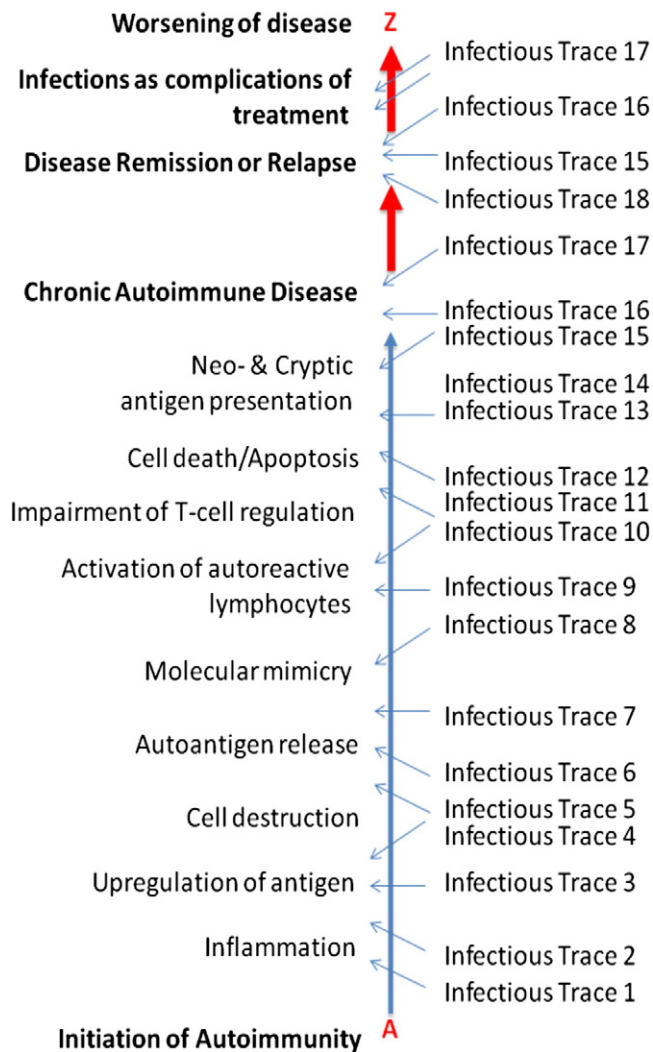 Worsening of disease Z
Infectious Trace 17
Infections as complications of
treatment
Infectious Trace 16
Disease Remission or Relapse
Infectious Trace 15
Infectious Trace 18
Infectious Trace 17
Chronic Autoimmune Disease
Infectious Trace 16
Infectious Trace 15
Neo- & Cryptic
antigen presentation
Infectious Trace 14
Infectious Trace 13
Cell death/Apoptosis
Infectious Trace 12
Infectious Trace 11
Impairment of T-cell regulation
Infectious Trace 10
Activation of autoreactive
lymphocytes
Infectious Trace 9
Infectious Trace 8
Molecular mimicry
Infectious Trace 7
Autoantigen release
Infectious Trace 6
Infectious Trace 5
Cell destruction
Infectious Trace 4
Upregulation of antigen
Infectious Trace 3
Inflammation
Infectious Trace 2
Infectious Trace 1
Initiation of Autoimmunity A